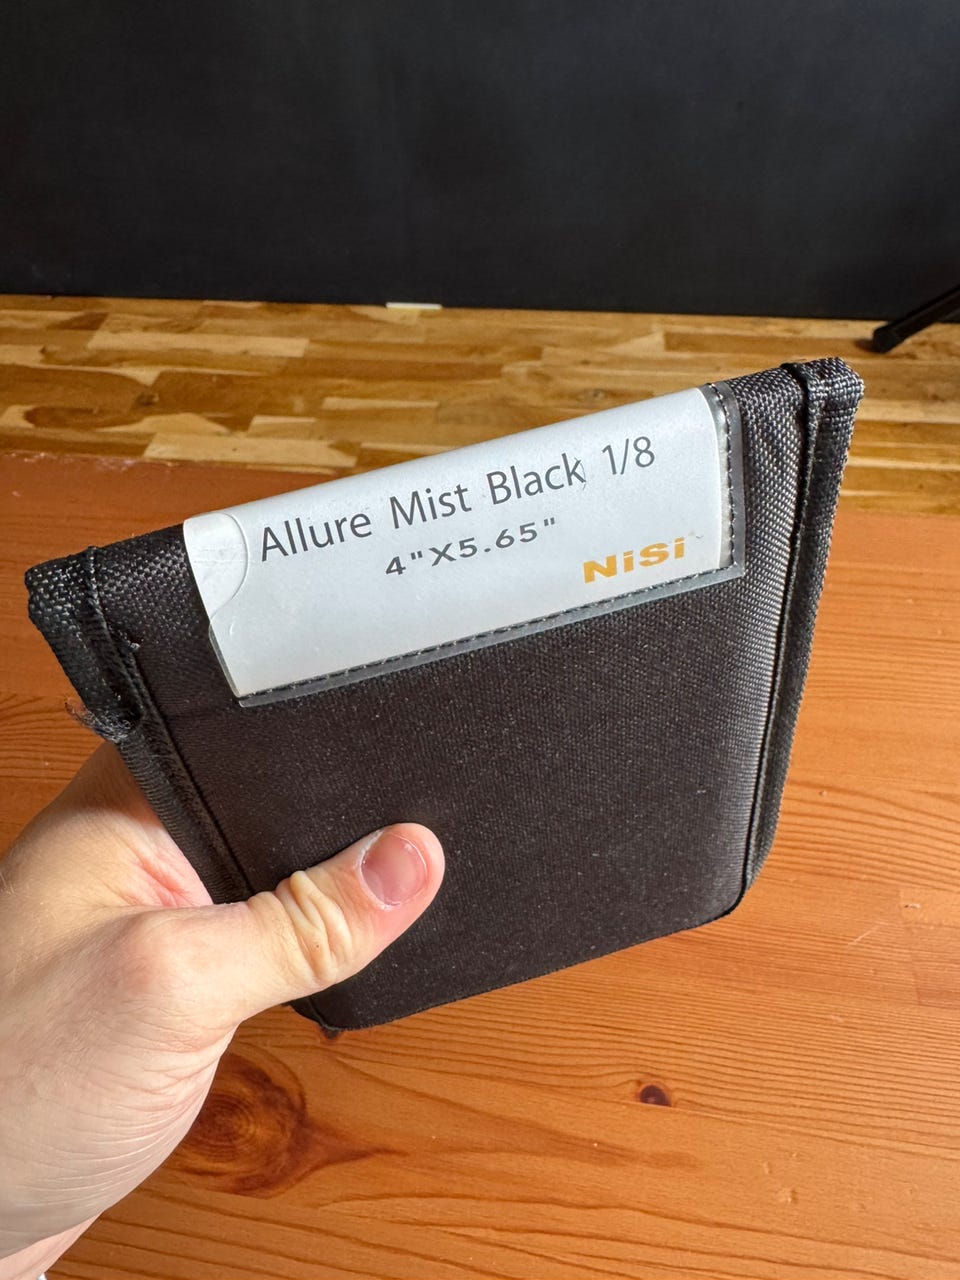 Allure Mist Black 1/8
4"X5.65"
NiSi